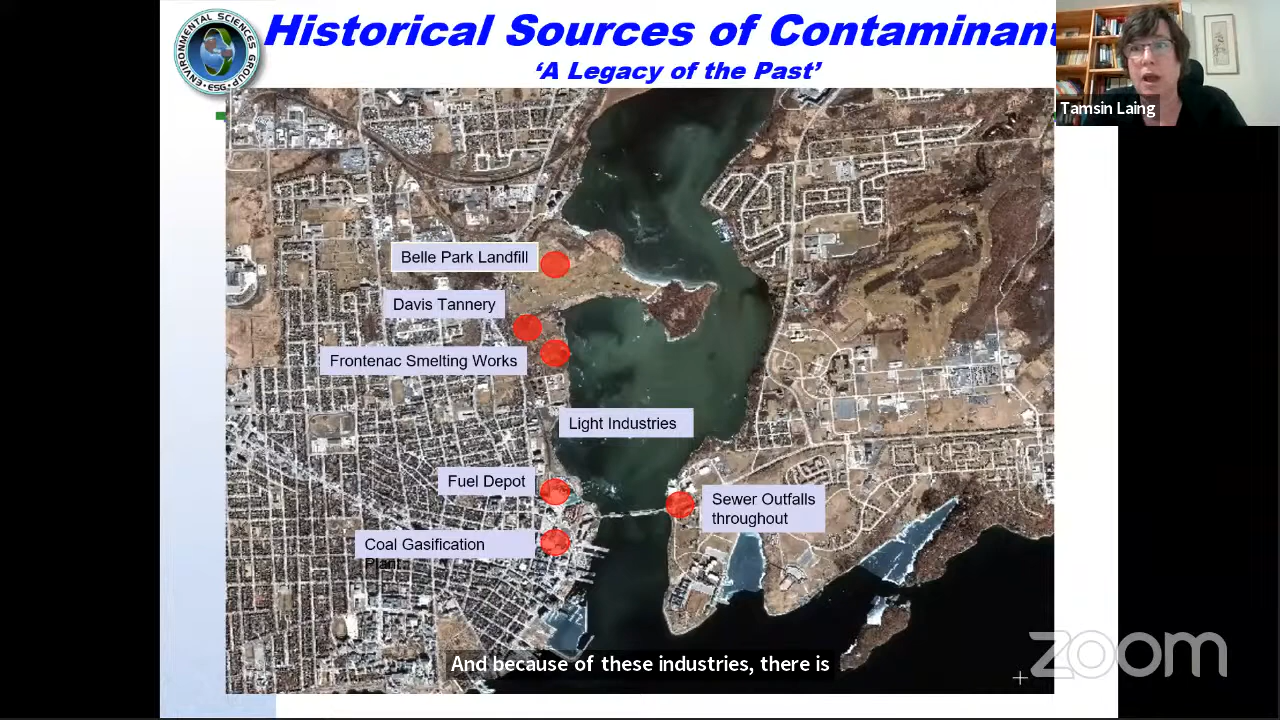 Historical Sources of Contaminant
'A Legacy of the Past'
ENVIRONMENTAL SCIENCES GROUP
ESG
Tamsin Laing
Belle Park Landfill
Davis Tannery
Frontenac Smelting Works
Light Industries
Fuel Depot
Sewer Outfalls
throughout
Coal Gasification
Plant
And because of these industries, there is
zoom